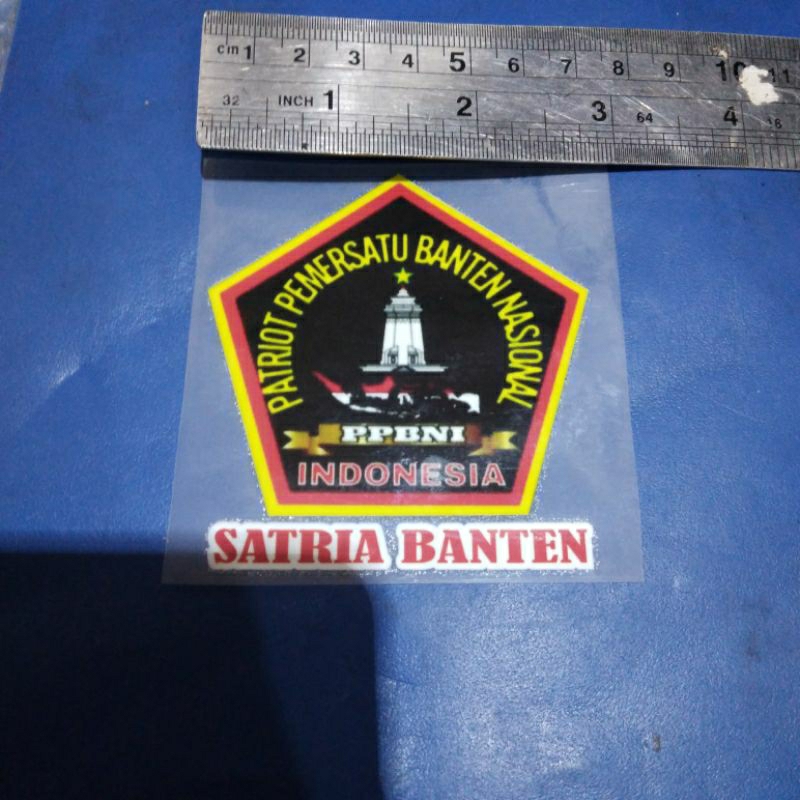 cm 1 2 3 4 5 6 7 8 9 10 11
32 INCH 1 2 3 64 4 16
PATRIOT PEMERSATU BANTEN NASIONAL
PPBNI
INDONESIA
SATRIA BANTEN